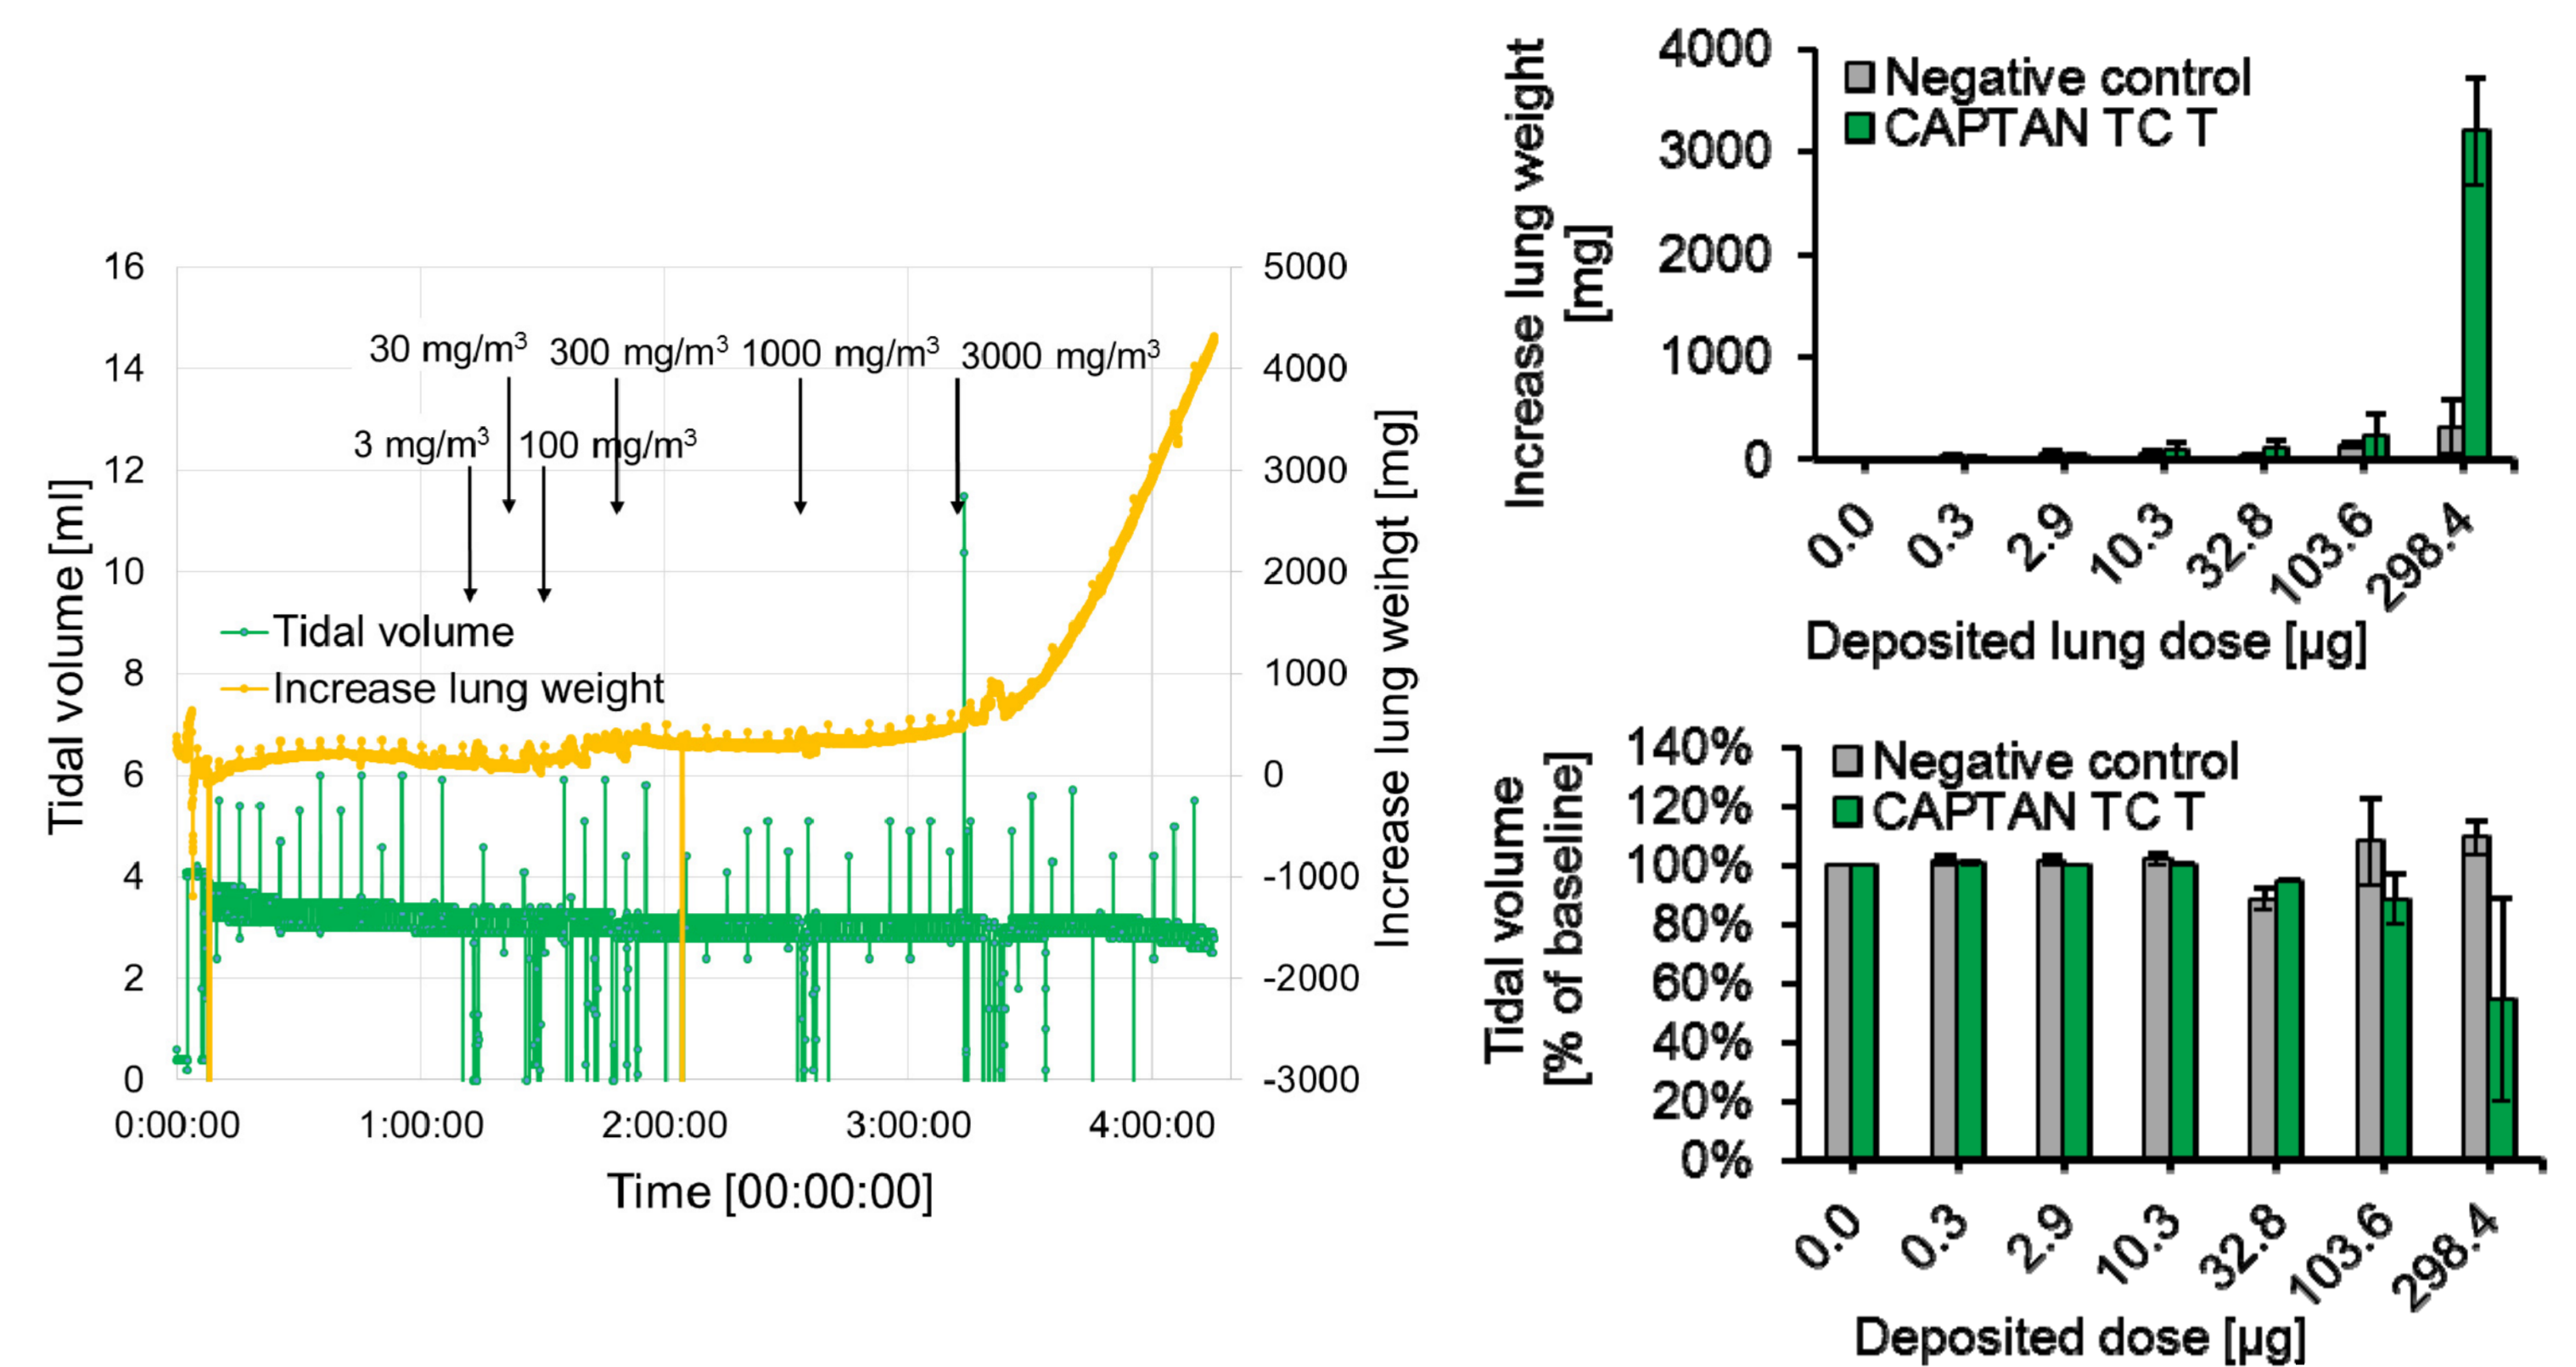 Tidal volume [ml]
16
14
12
10
8
6
4
2
0
30 mg/m³ 300 mg/m³ 1000 mg/m³ 3000 mg/m³
3 mg/m³ 100 mg/m³
Tidal volume
Increase lung weight
0:00:00 1:00:00 2:00:00 3:00:00 4:00:00
Time [00:00:00]
5000
4000
3000
2000
1000
0
-1000
-2000
-3000
Increase lung weihgt [mg]
Increase lung weight
[mg]
4000
3000
2000
1000
0
Negative control
CAPTAN TC T
0.0 0.3 2.9 10.3 32.8 103.6 298.4
Deposited lung dose [µg]
Tidal volume
[% of baseline]
140%
120%
100%
80%
60%
40%
20%
0%
Negative control
CAPTAN TC T
0.0 0.3 2.9 10.3 32.8 103.6 298.4
Deposited dose [µg]